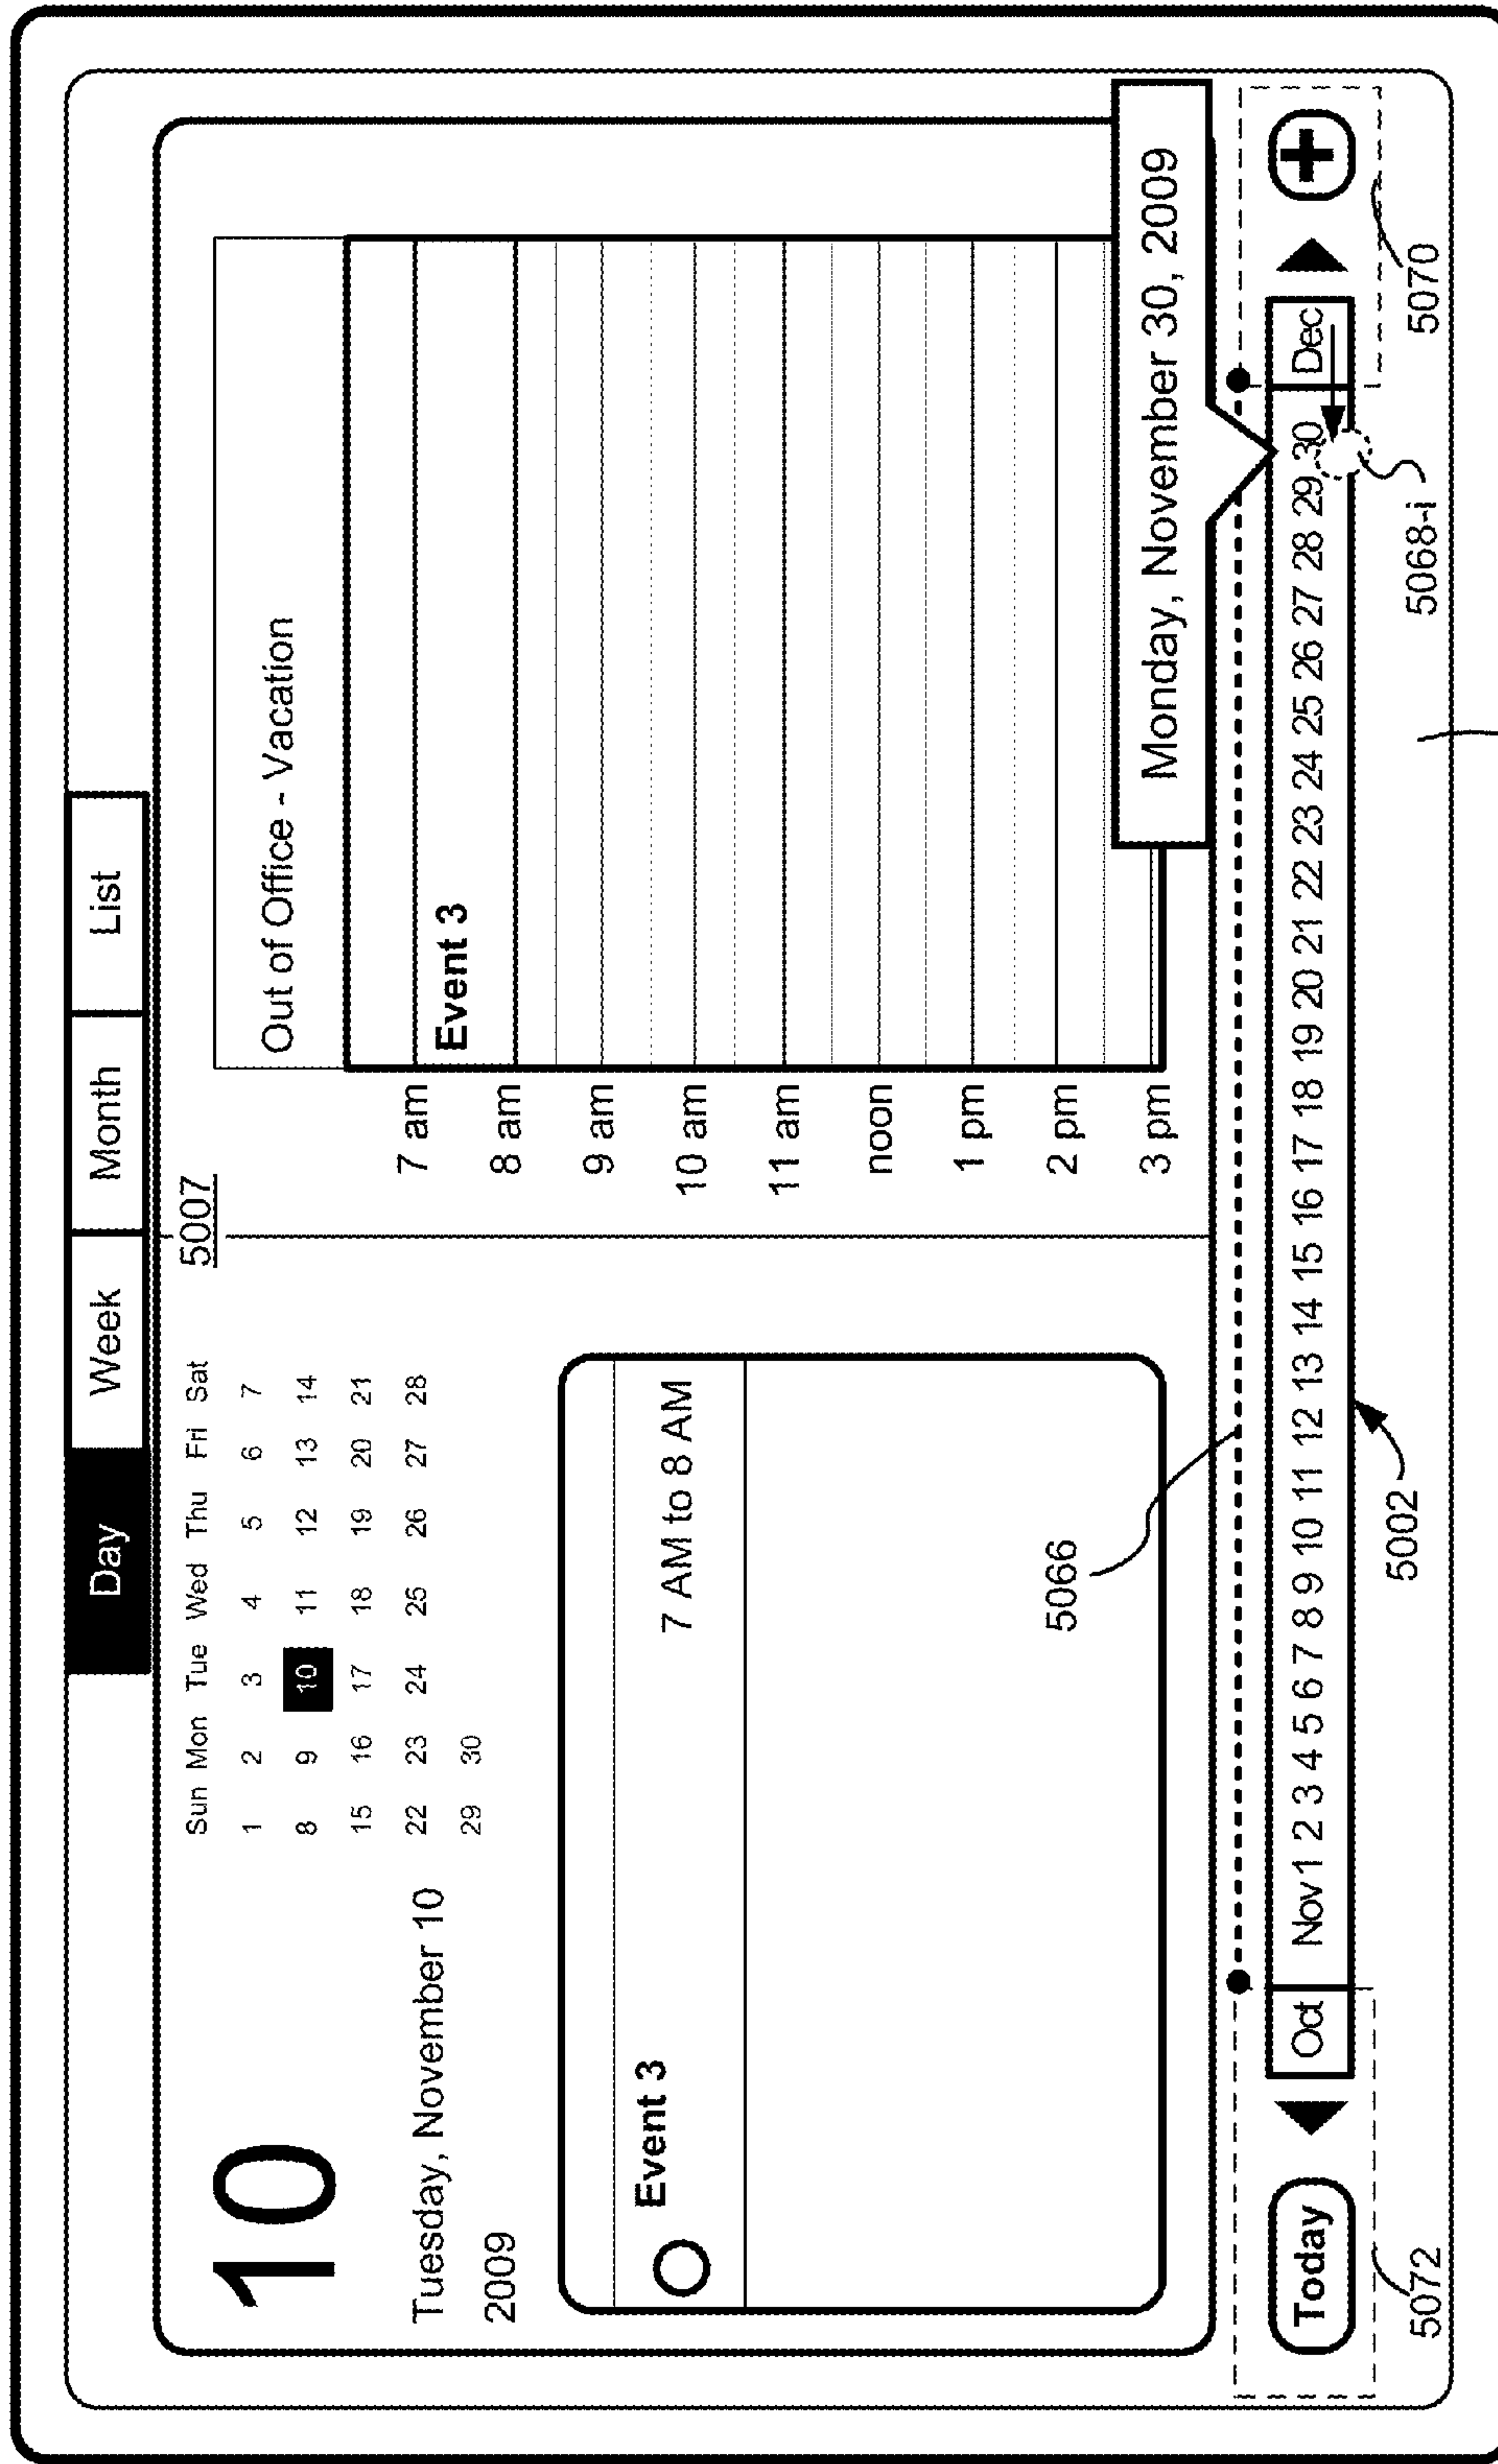 Day Week Month List
5007
10
Tuesday, November 10
2009
Sun Mon Tue Wed Thu Fri Sat
1 2 3 4 5 6 7
8 9 10 11 12 13 14
15 16 17 18 19 20 21
22 23 24 25 26 27 28
29 30
Event 3
7 AM to 8 AM
Out of Office - Vacation
7 am
Event 3
8 am
9 am
10 am
11 am
noon
1 pm
2 pm
3 pm
Monday, November 30, 2009
5066
Today Oct Nov 1 2 3 4 5 6 7 8 9 10 11 12 13 14 15 16 17 18 19 20 21 22 23 24 25 26 27 28 29 30 Dec +
5072
5002
5068-i
5070